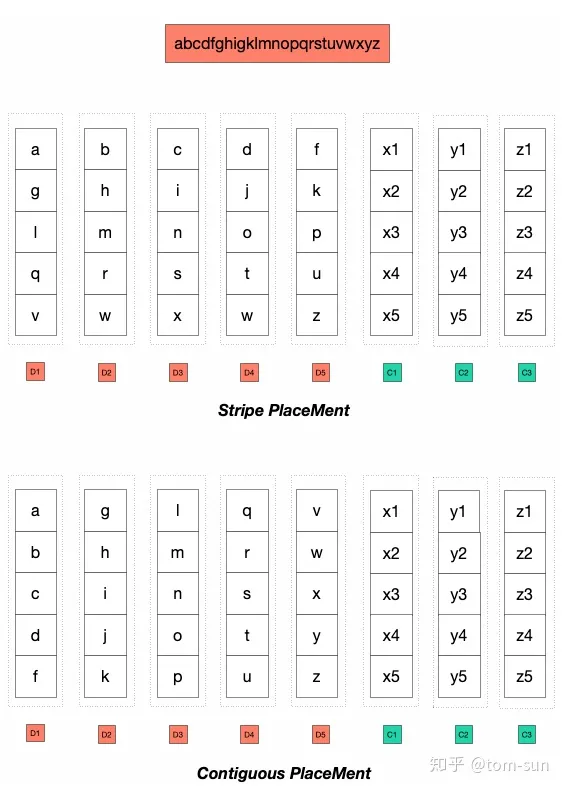 abcdfghigklmnopqrstuvwxyz
a b c d f x1 y1 z1
g h i j k x2 y2 z2
l m n o p x3 y3 z3
q r s t u x4 y4 z4
v w x w z x5 y5 z5
D1 D2 D3 D4 D5 C1 C2 C3
Stripe PlaceMent
a g l q v x1 y1 z1
b h m r w x2 y2 z2
c i n s x x3 y3 z3
d j o t y x4 y4 z4
f k p u z x5 y5 z5
D1 D2 D3 D4 D5 C1 C2 C3
Contiguous PlaceMent
知乎 @tom-sun